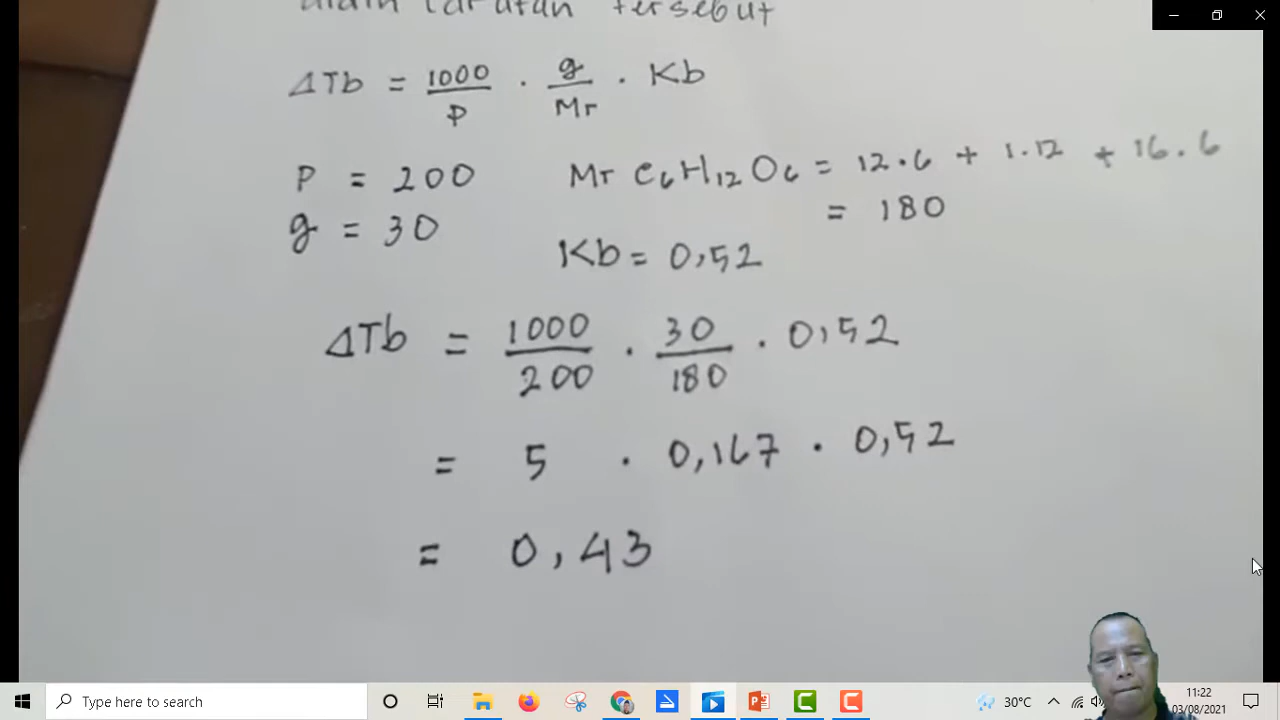 larutan tersebut
ΔTb = 1000/P . g/Mr . Kb
P = 200
Mr C6H12O6 = 12.6 + 1.12 + 16.6
= 180
g = 30
Kb = 0,52
ΔTb = 1000/200 . 30/180 . 0,52
= 5 . 0,167 . 0,52
= 0,43
Type here to search
30°C
11:22
03/08/2021